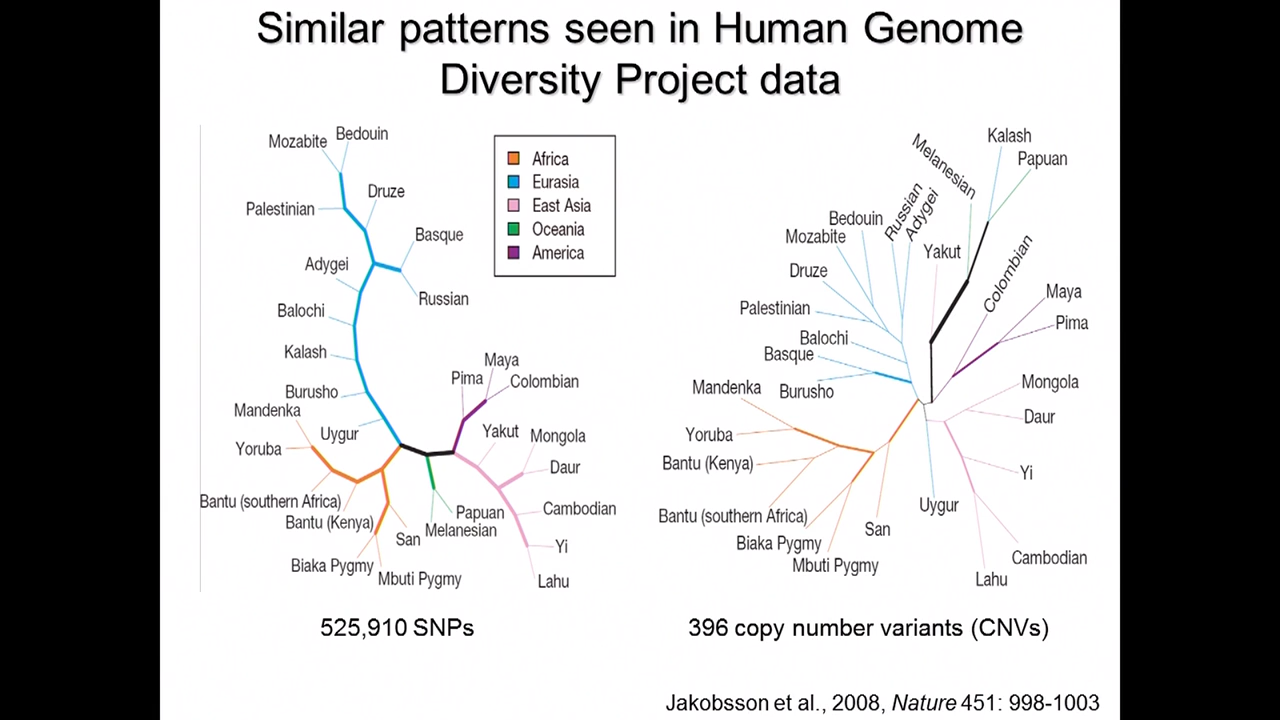 Similar patterns seen in Human Genome
Diversity Project data
Mozabite
Bedouin
Palestinian
Druze
Basque
Adygei
Russian
Balochi
Kalash
Burusho
Mandenka
Uygur
Yoruba
Bantu (southern Africa)
Bantu (Kenya)
San
Biaka Pygmy
Mbuti Pygmy
Papuan
Melanesian
Pima
Maya
Colombian
Yakut
Mongola
Daur
Cambodian
Yi
Lahu
Africa
Eurasia
East Asia
Oceania
America
Melanesian
Kalash
Papuan
Bedouin
Russian
Adygei
Mozabite
Yakut
Druze
Colombian
Maya
Palestinian
Pima
Balochi
Basque
Burusho
Mandenka
Mongola
Daur
Yoruba
Bantu (Kenya)
Yi
Uygur
Bantu (southern Africa)
San
Biaka Pygmy
Mbuti Pygmy
Cambodian
Lahu
525,910 SNPs
396 copy number variants (CNVs)
Jakobsson et al., 2008, Nature 451: 998-1003